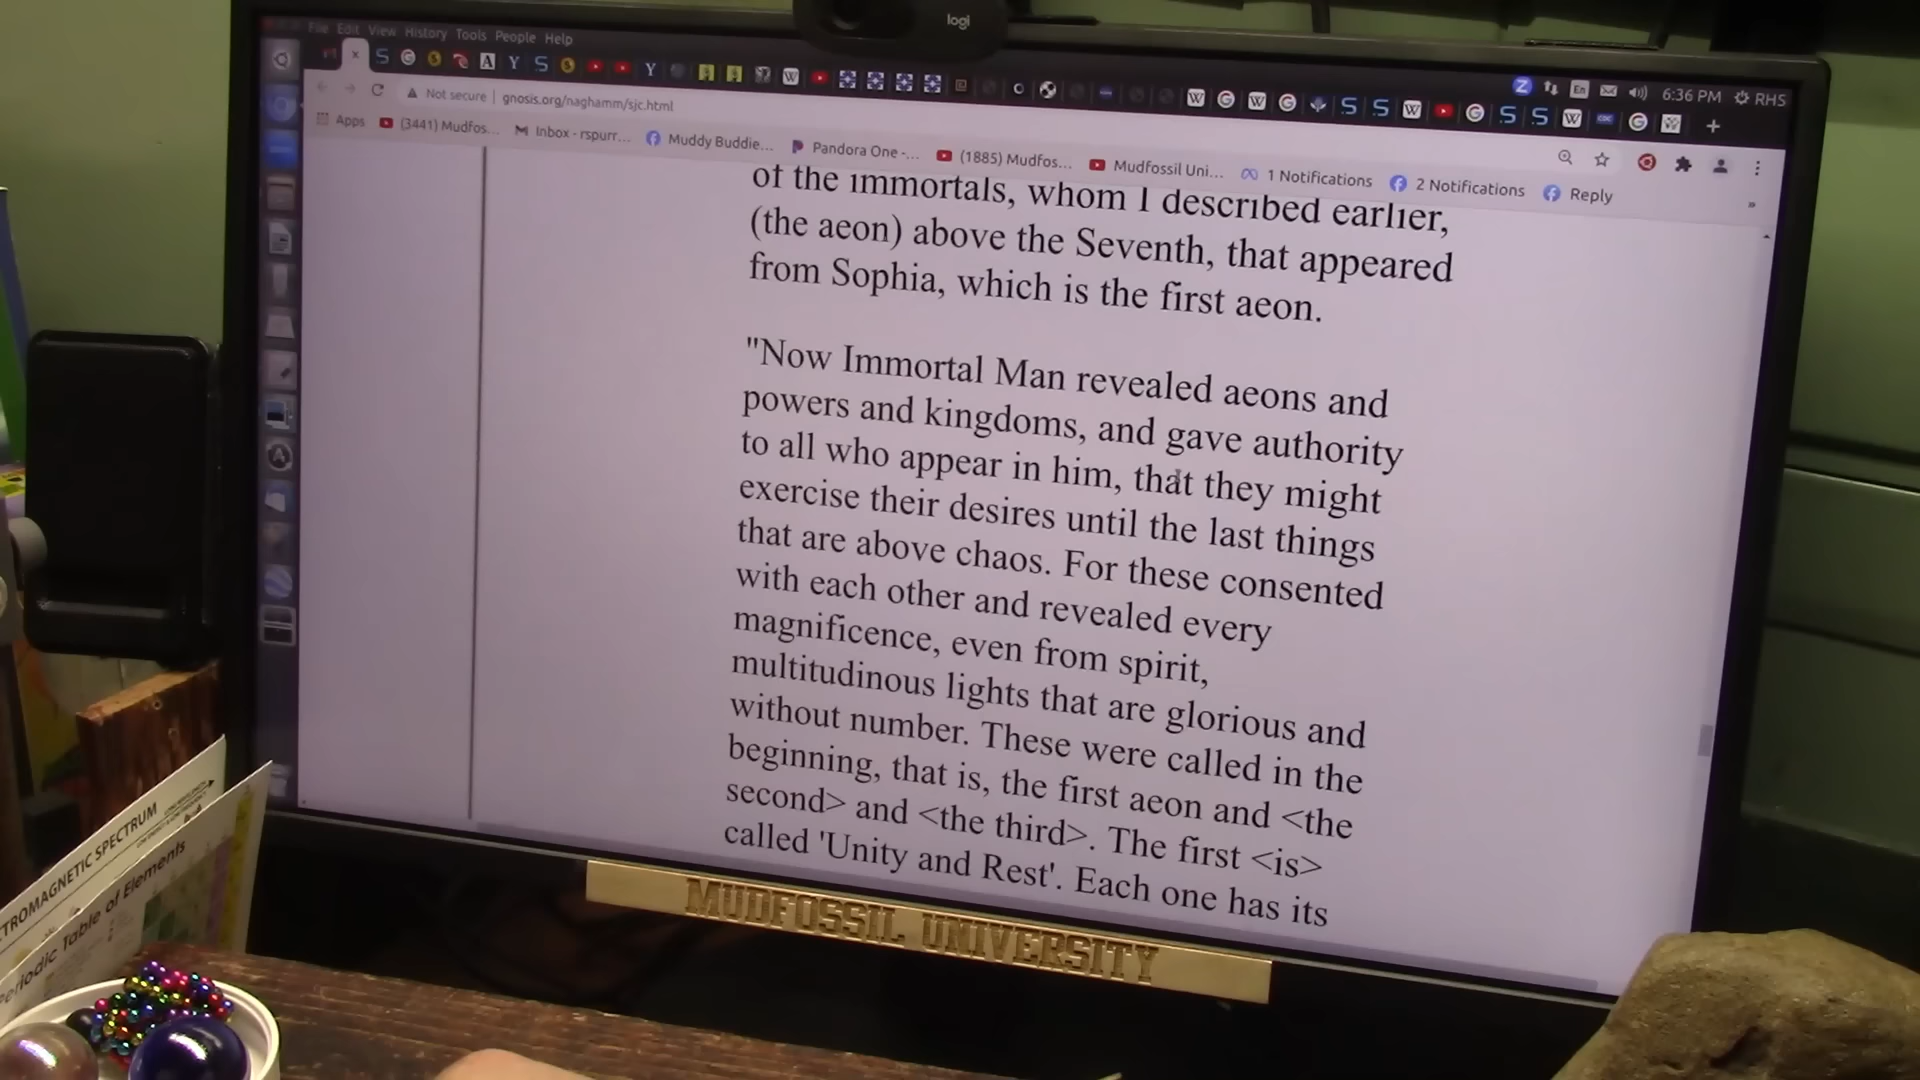 logi
File Edit View History Tools People Help
6:36 PM RHS
Not secure | gnosis.org/naghamm/sjc.html
Apps (3441) Mudfos... Inbox - rspurr... Muddy Buddie... Pandora One -... (1885) Mudfos... Mudfossil Uni... 1 Notifications 2 Notifications Reply
of the immortals, whom I described earlier,
(the aeon) above the Seventh, that appeared
from Sophia, which is the first aeon.
"Now Immortal Man revealed aeons and
powers and kingdoms, and gave authority
to all who appear in him, that they might
exercise their desires until the last things
that are above chaos. For these consented
with each other and revealed every
magnificence, even from spirit,
multitudinous lights that are glorious and
without number. These were called in the
beginning, that is, the first aeon and <the
second> and <the third>. The first <is>
called 'Unity and Rest'. Each one has its
MUDFOSSIL UNIVERSITY
CTROMAGNETIC SPECTRUM
Periodic Table of Elements